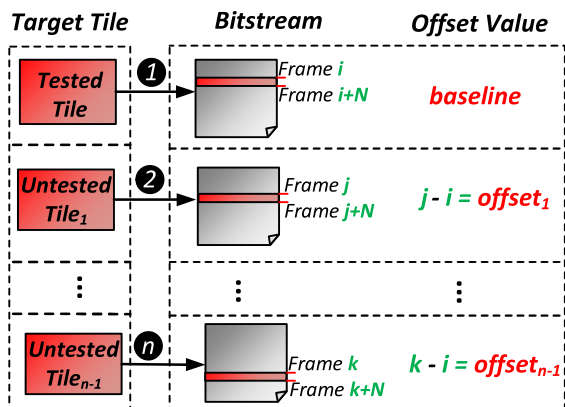 Target Tile Bitstream Offset Value
Tested Tile 1 Frame i
Frame i+N baseline
Untested Tile1 2 Frame j
Frame j+N j - i = offset1
⋮ ⋮ ⋮
Untested Tilen-1 n Frame k
Frame k+N k - i = offsetn-1